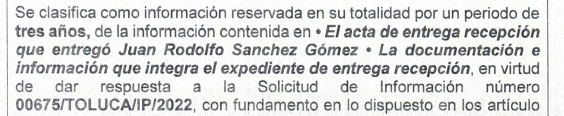 Se clasifica como información reservada en su totalidad por un periodo de
tres años, de la información contenida en • El acta de entrega recepción
que entregó Juan Rodolfo Sanchez Gómez • La documentación e
información que integra el expediente de entrega recepción, en virtud
de dar respuesta a la Solicitud de Información número
00675/TOLUCA/IP/2022, con fundamento en lo dispuesto en los artículo